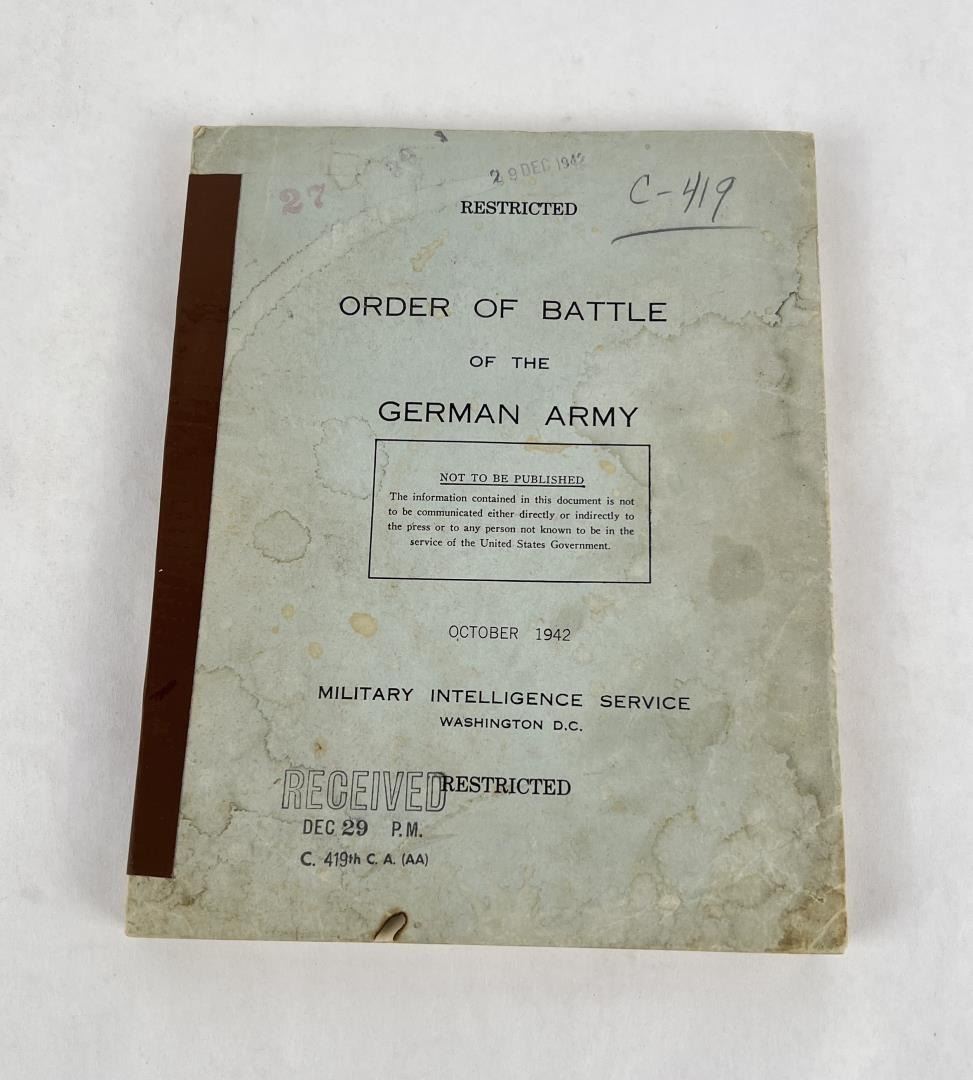 29 DEC 1942
27
RESTRICTED
C-419
ORDER OF BATTLE
OF THE
GERMAN ARMY
NOT TO BE PUBLISHED
The information contained in this document is not
to be communicated either directly or indirectly to
the press or to any person not known to be in the
service of the United States Government.
OCTOBER 1942
MILITARY INTELLIGENCE SERVICE
WASHINGTON D.C.
RECEIVED
RESTRICTED
DEC 29 P.M.
C. 419th C. A. (AA)